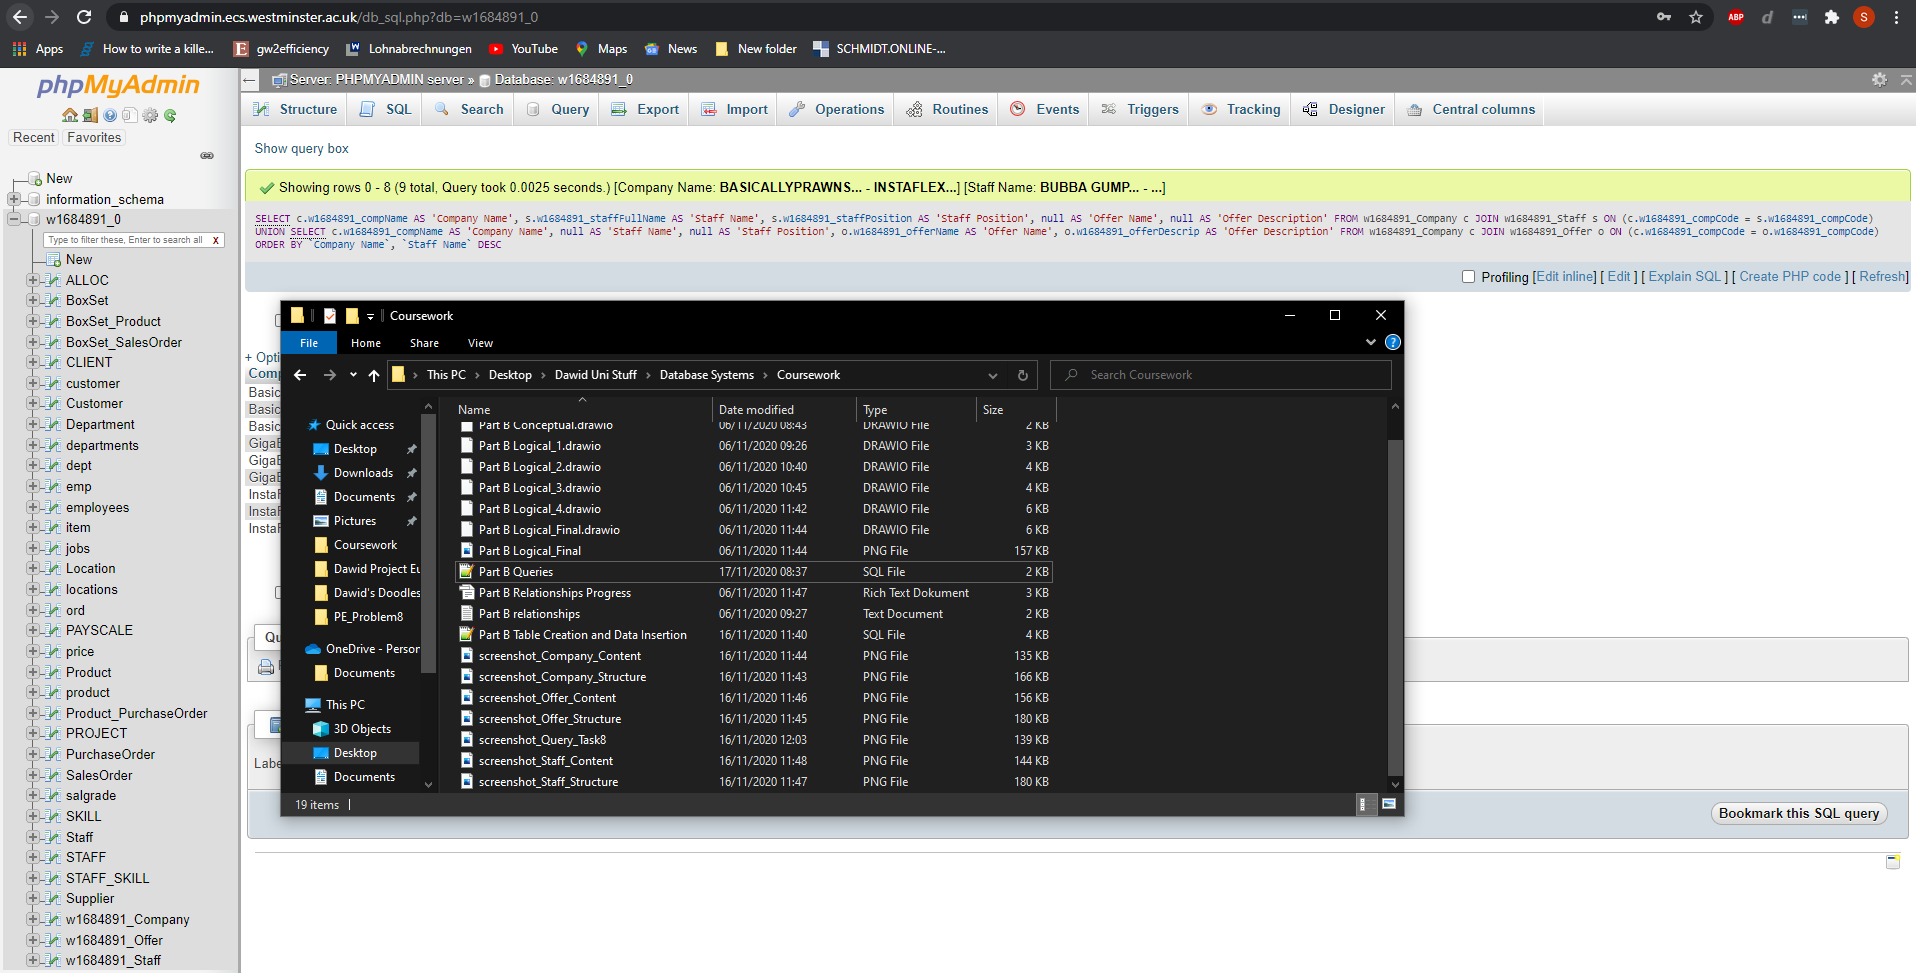 phpmyadmin.ecs.westminster.ac.uk/db_sql.php?db=w1684891_0
ABP
d
S
Apps
How to write a kille...
gw2efficiency
Lohnabrechnungen
YouTube
Maps
News
New folder
SCHMIDT.ONLINE-...
phpMyAdmin
Recent
Favorites
New
information_schema
w1684891_0
Type to filter these, Enter to search all X
New
ALLOC
BoxSet
BoxSet_Product
BoxSet_SalesOrder
CLIENT
customer
Customer
Department
departments
dept
emp
employees
item
jobs
Location
locations
ord
PAYSCALE
price
Product
product
Product_PurchaseOrder
PROJECT
PurchaseOrder
SalesOrder
salgrade
SKILL
Staff
STAFF
STAFF_SKILL
Supplier
w1684891_Company
w1684891_Offer
w1684891_Staff
Server: PHPMYADMIN server » Database: w1684891_0
Structure
SQL
Search
Query
Export
Import
Operations
Routines
Events
Triggers
Tracking
Designer
Central columns
Show query box
Showing rows 0 - 8 (9 total, Query took 0.0025 seconds.) [Company Name: BASICALLYPRAWNS... - INSTAFLEX...] [Staff Name: BUBBA GUMP... - ...]
SELECT c.w1684891_compName AS 'Company Name', s.w1684891_staffFullName AS 'Staff Name', s.w1684891_staffPosition AS 'Staff Position', null AS 'Offer Name', null AS 'Offer Description' FROM w1684891_Company c JOIN w1684891_Staff s ON (c.w1684891_compCode = s.w1684891_compCode)
UNION SELECT c.w1684891_compName AS 'Company Name', null AS 'Staff Name', null AS 'Staff Position', o.w1684891_offerName AS 'Offer Name', o.w1684891_offerDescrip AS 'Offer Description' FROM w1684891_Company c JOIN w1684891_Offer o ON (c.w1684891_compCode = o.w1684891_compCode)
ORDER BY `Company Name`, `Staff Name` DESC
Profiling [Edit inline] [ Edit ] [ Explain SQL ] [ Create PHP code ] [ Refresh]
+ Opti
Comp
Basic
Basic
Basic
GigaB
GigaB
GigaB
InstaF
InstaF
InstaF
Qu
Labe
Bookmark this SQL query
Coursework
File
Home
Share
View
This PC > Desktop > Dawid Uni Stuff > Database Systems > Coursework
Search Coursework
Quick access
Desktop
Downloads
Documents
Pictures
Coursework
Dawid Project Eu
Dawid's Doodles
PE_Problem8
OneDrive - Person
Documents
This PC
3D Objects
Desktop
Documents
Name Date modified Type Size
Part B Conceptual.drawio 06/11/2020 08:43 DRAWIO File 2 KB
Part B Logical_1.drawio 06/11/2020 09:26 DRAWIO File 3 KB
Part B Logical_2.drawio 06/11/2020 10:40 DRAWIO File 4 KB
Part B Logical_3.drawio 06/11/2020 10:45 DRAWIO File 4 KB
Part B Logical_4.drawio 06/11/2020 11:42 DRAWIO File 6 KB
Part B Logical_Final.drawio 06/11/2020 11:44 DRAWIO File 6 KB
Part B Logical_Final 06/11/2020 11:44 PNG File 157 KB
Part B Queries 17/11/2020 08:37 SQL File 2 KB
Part B Relationships Progress 06/11/2020 11:47 Rich Text Dokument 3 KB
Part B relationships 06/11/2020 09:27 Text Document 2 KB
Part B Table Creation and Data Insertion 16/11/2020 11:40 SQL File 4 KB
screenshot_Company_Content 16/11/2020 11:44 PNG File 135 KB
screenshot_Company_Structure 16/11/2020 11:43 PNG File 166 KB
screenshot_Offer_Content 16/11/2020 11:46 PNG File 156 KB
screenshot_Offer_Structure 16/11/2020 11:45 PNG File 180 KB
screenshot_Query_Task8 16/11/2020 12:03 PNG File 139 KB
screenshot_Staff_Content 16/11/2020 11:48 PNG File 144 KB
screenshot_Staff_Structure 16/11/2020 11:47 PNG File 180 KB
19 items